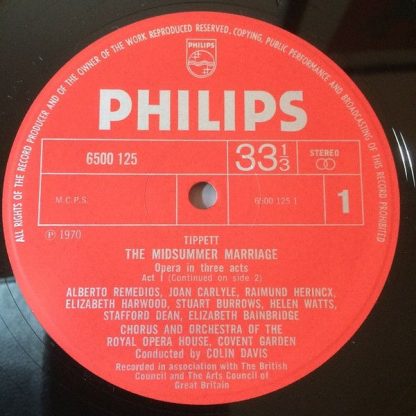 ALL RIGHTS OF THE RECORD PRODUCER AND OF THE OWNER OF THE WORK REPRODUCED RESERVED. COPYING, PUBLIC PERFORMANCE AND BROADCASTING OF THIS RECORD PROHIBITED
PHILIPS
PHILIPS
6500 125
33 1/3
STEREO
M.C.P.S.
6500 125 1
1
Ⓟ 1970
TIPPETT
THE MIDSUMMER MARRIAGE
Opera in three acts
Act 1 (Continued on side 2)
ALBERTO REMEDIOS, JOAN CARLYLE, RAIMUND HERINCX,
ELIZABETH HARWOOD, STUART BURROWS, HELEN WATTS,
STAFFORD DEAN, ELIZABETH BAINBRIDGE
CHORUS AND ORCHESTRA OF THE
ROYAL OPERA HOUSE, COVENT GARDEN
Conducted by COLIN DAVIS
Recorded in association with The British
Council and The Arts Council of
Great Britain